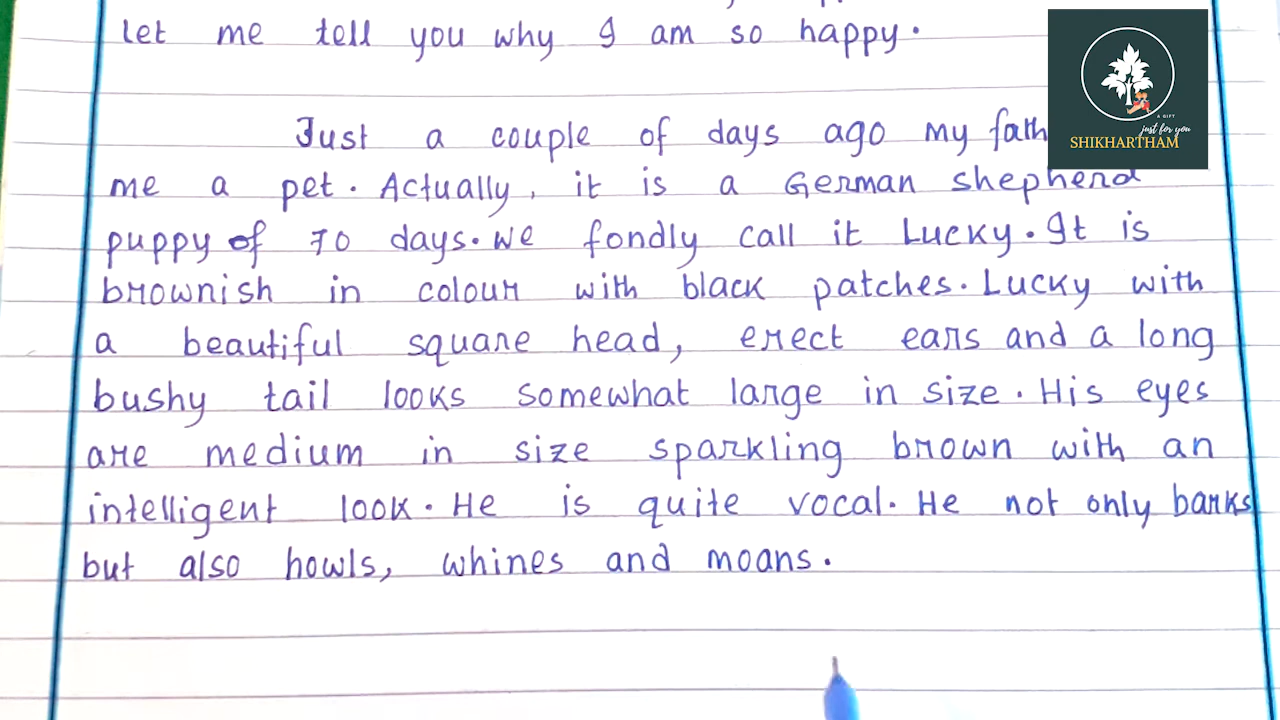 let me tell you why I am so happy.
A GIFT
just for you
SHIKHARTHAM
Just a couple of days ago my fath
me a pet. Actually, it is a German shepherd
puppy of 70 days. We fondly call it Lucky. It is
brownish in colour with black patches. Lucky with
a beautiful square head, erect ears and a long
bushy tail looks somewhat large in size. His eyes
are medium in size sparkling brown with an
intelligent look. He is quite vocal. He not only barks
but also howls, whines and moans.